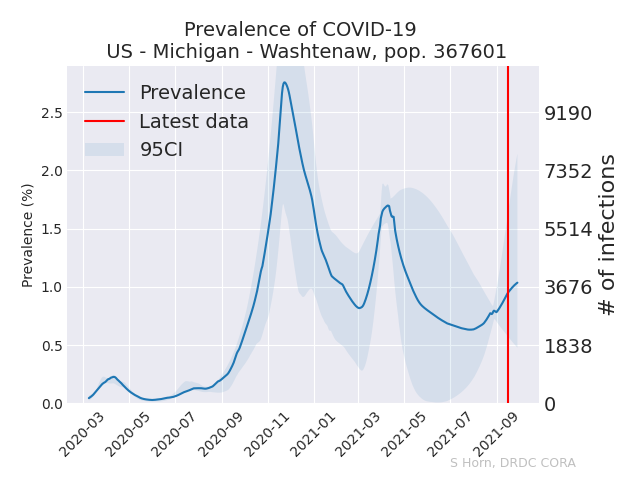 Prevalence of COVID-19
US - Michigan - Washtenaw, pop. 367601
Prevalence
Latest data
95CI
Prevalence (%)
2.5
2.0
1.5
1.0
0.5
0.0
9190
7352
5514
3676
1838
0
# of infections
2020-03
2020-05
2020-07
2020-09
2020-11
2021-01
2021-03
2021-05
2021-07
2021-09
S Horn, DRDC CORA